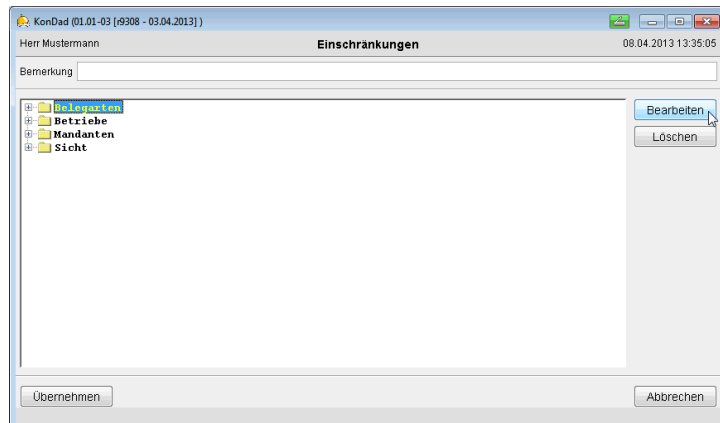 KonDad (01.01-03 [r9308 - 03.04.2013] )
Herr Mustermann Einschränkungen 08.04.2013 13:35:05
Bemerkung
Belegarten Bearbeiten
Betriebe
Mandanten Löschen
Sicht
Übernehmen Abbrechen